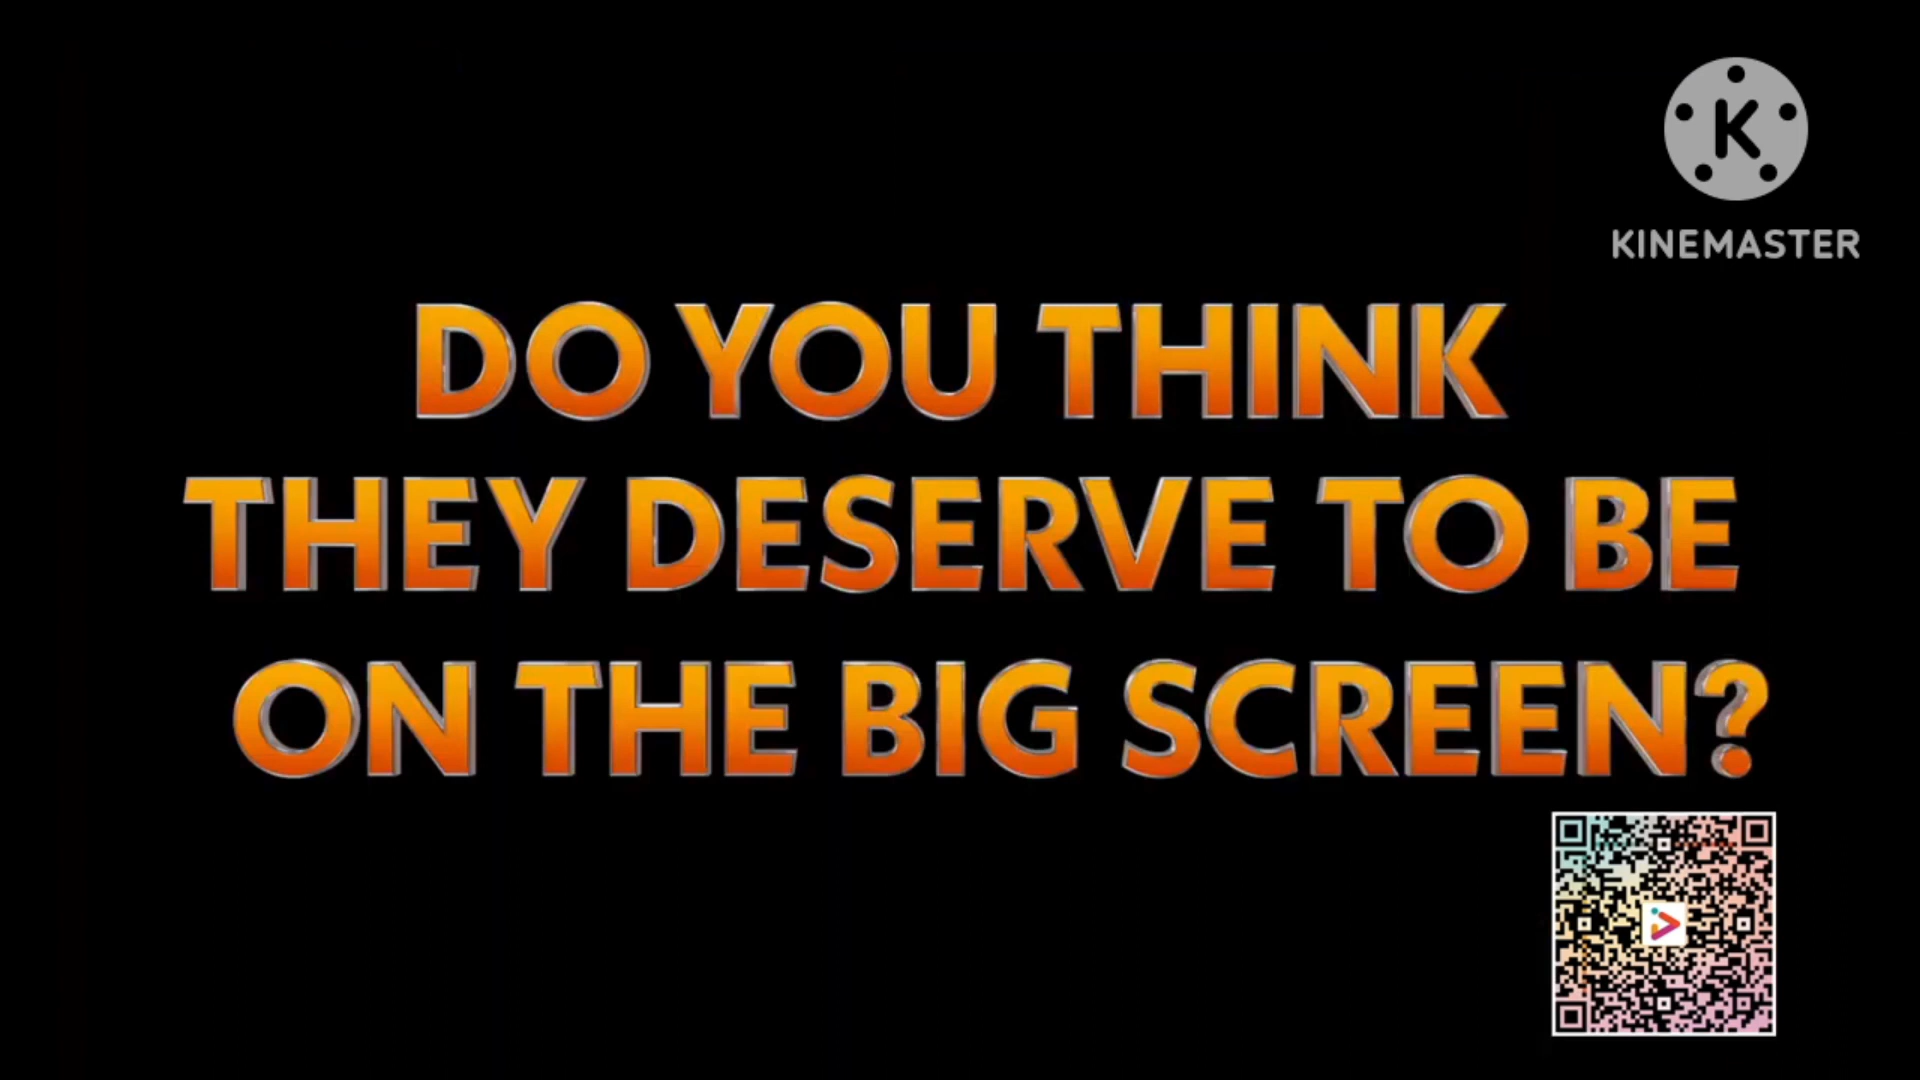 K
KINEMASTER
DO YOU THINK
THEY DESERVE TO BE
ON THE BIG SCREEN?